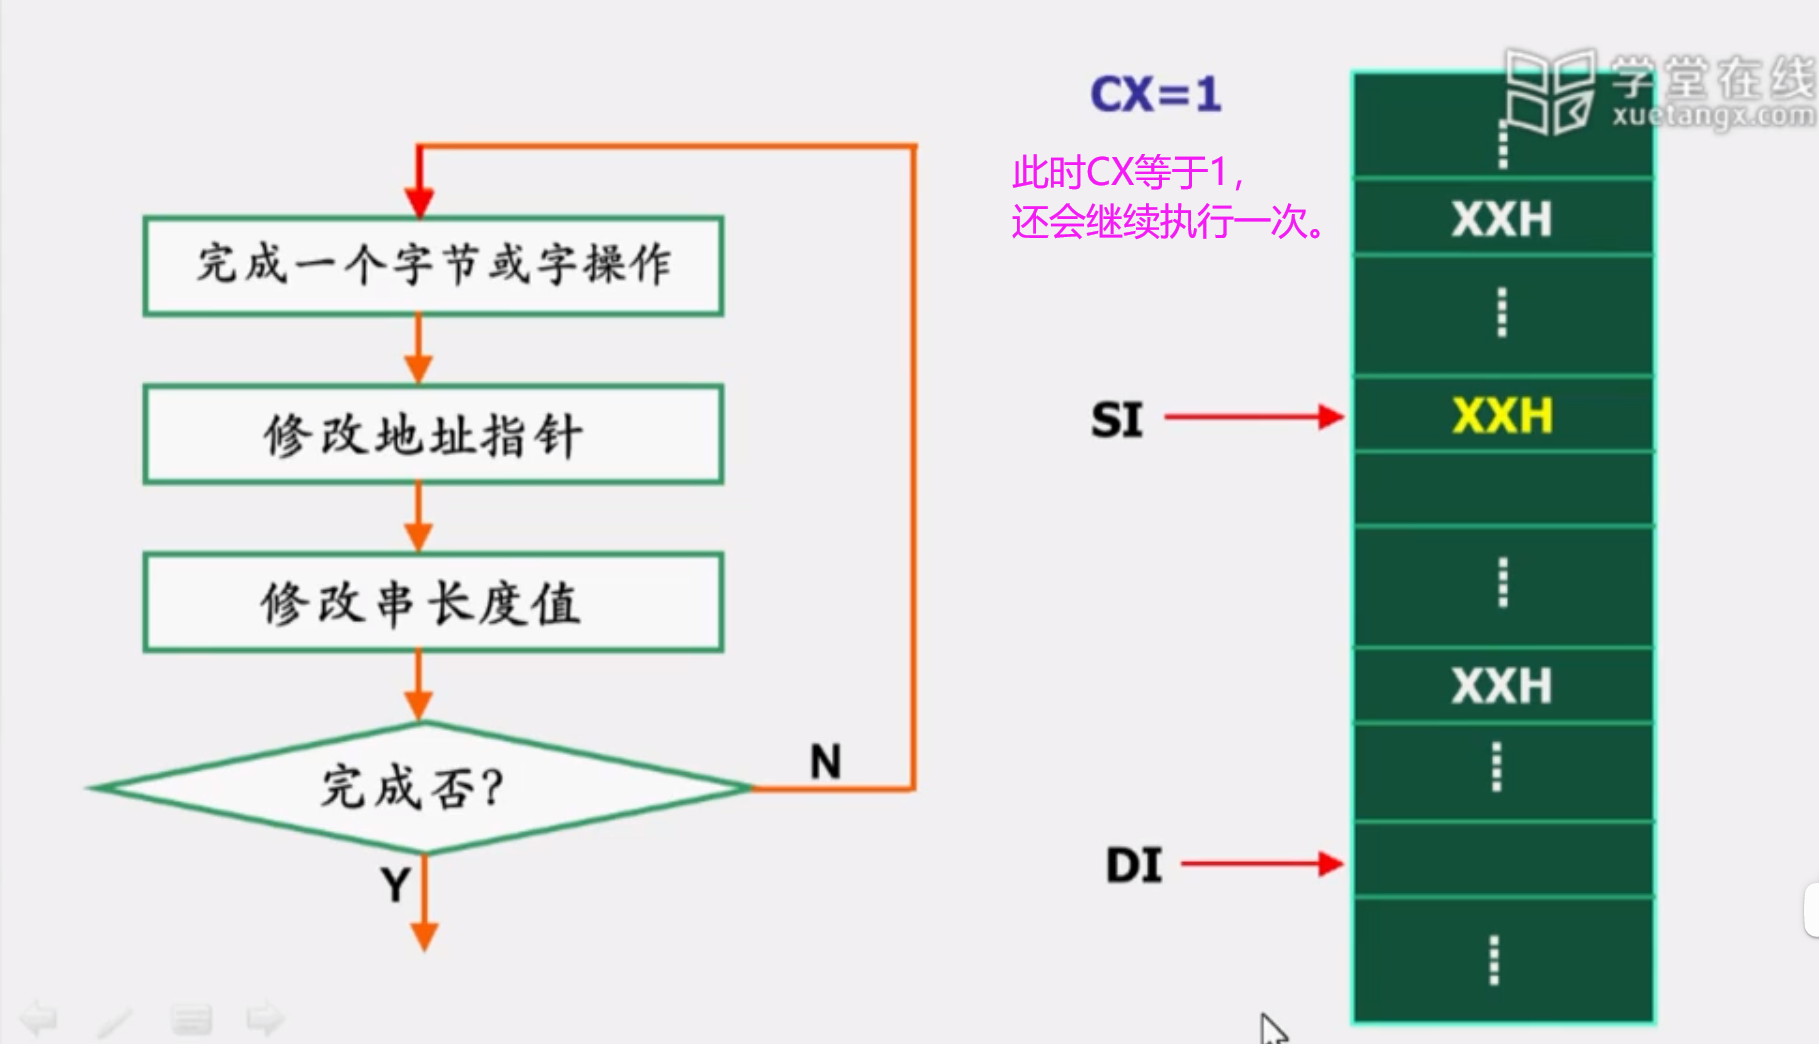 学堂在线
xuetangx.com
CX=1
此时CX等于1，
还会继续执行一次。
完成一个字节或字操作
修改地址指针
修改串长度值
完成否？
N
Y
XXH
SI
XXH
XXH
DI